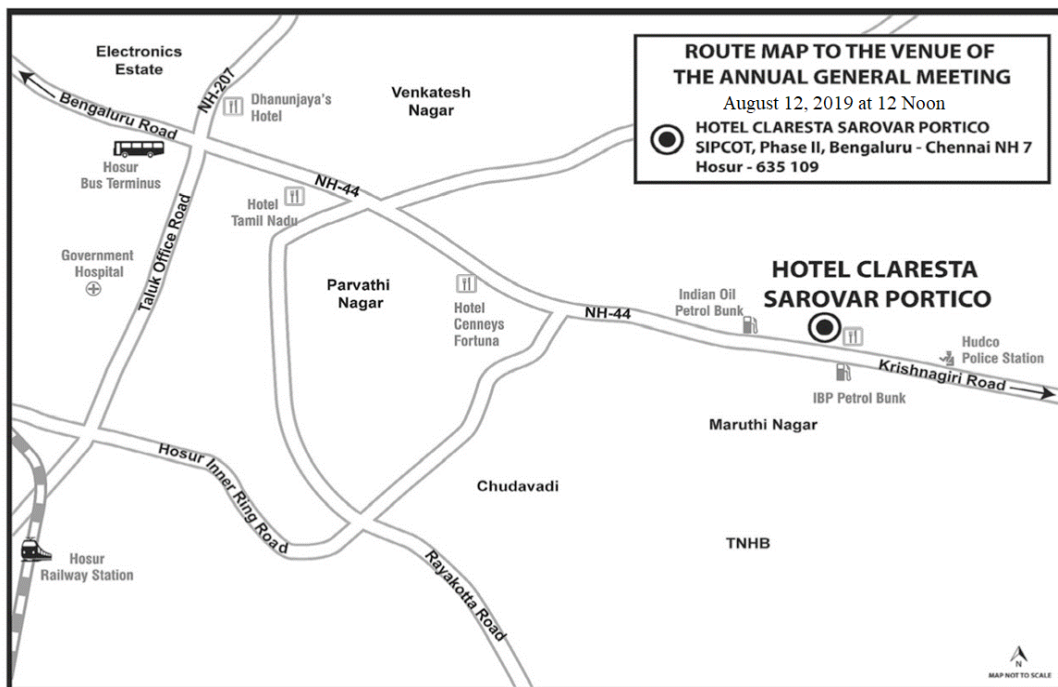 Electronics
Estate
NH-207
Dhanunjaya's
Hotel
Venkatesh
Nagar
ROUTE MAP TO THE VENUE OF
THE ANNUAL GENERAL MEETING
August 12, 2019 at 12 Noon
HOTEL CLARESTA SAROVAR PORTICO
SIPCOT, Phase II, Bengaluru - Chennai NH 7
Hosur - 635 109
Bengaluru Road
Hosur
Bus Terminus
NH-44
Hotel
Tamil Nadu
Taluk Office Road
Government
Hospital
Parvathi
Nagar
Hotel
Cenneys
Fortuna
NH-44
Indian Oil
Petrol Bunk
HOTEL CLARESTA
SAROVAR PORTICO
Hudco
Police Station
Krishnagiri Road
IBP Petrol Bunk
Maruthi Nagar
Hosur Inner Ring Road
Chudavadi
TNHB
Hosur
Railway Station
Rayakotta Road
N
MAP NOT TO SCALE